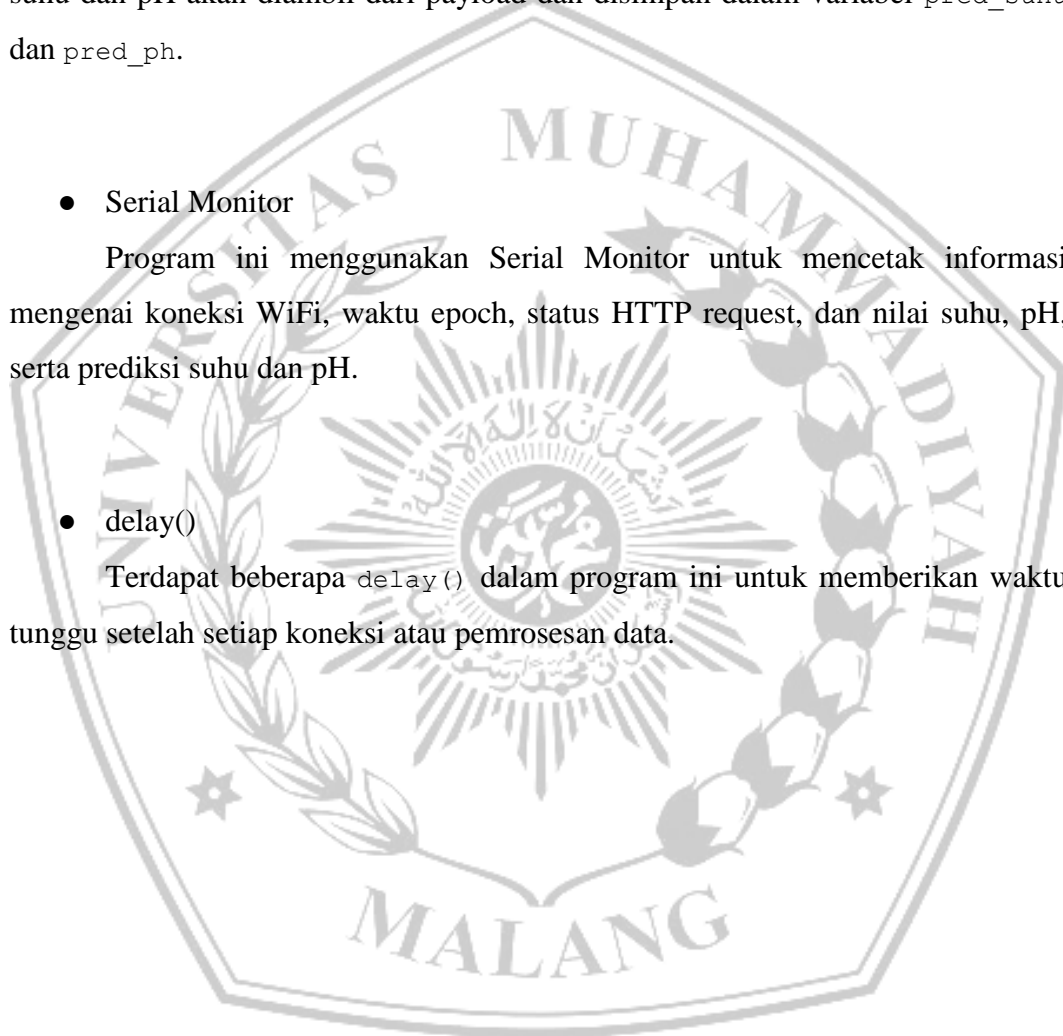 suhu dan pH akan diambil dari payload dan disimpan dalam variabel pred_suhu
dan pred_ph.
● Serial Monitor
Program ini menggunakan Serial Monitor untuk mencetak informasi
mengenai koneksi WiFi, waktu epoch, status HTTP request, dan nilai suhu, pH,
serta prediksi suhu dan pH.
● delay()
Terdapat beberapa delay() dalam program ini untuk memberikan waktu
tunggu setelah setiap koneksi atau pemrosesan data.
UNIVERSITAS MUHAMMADIYAH
MALANG